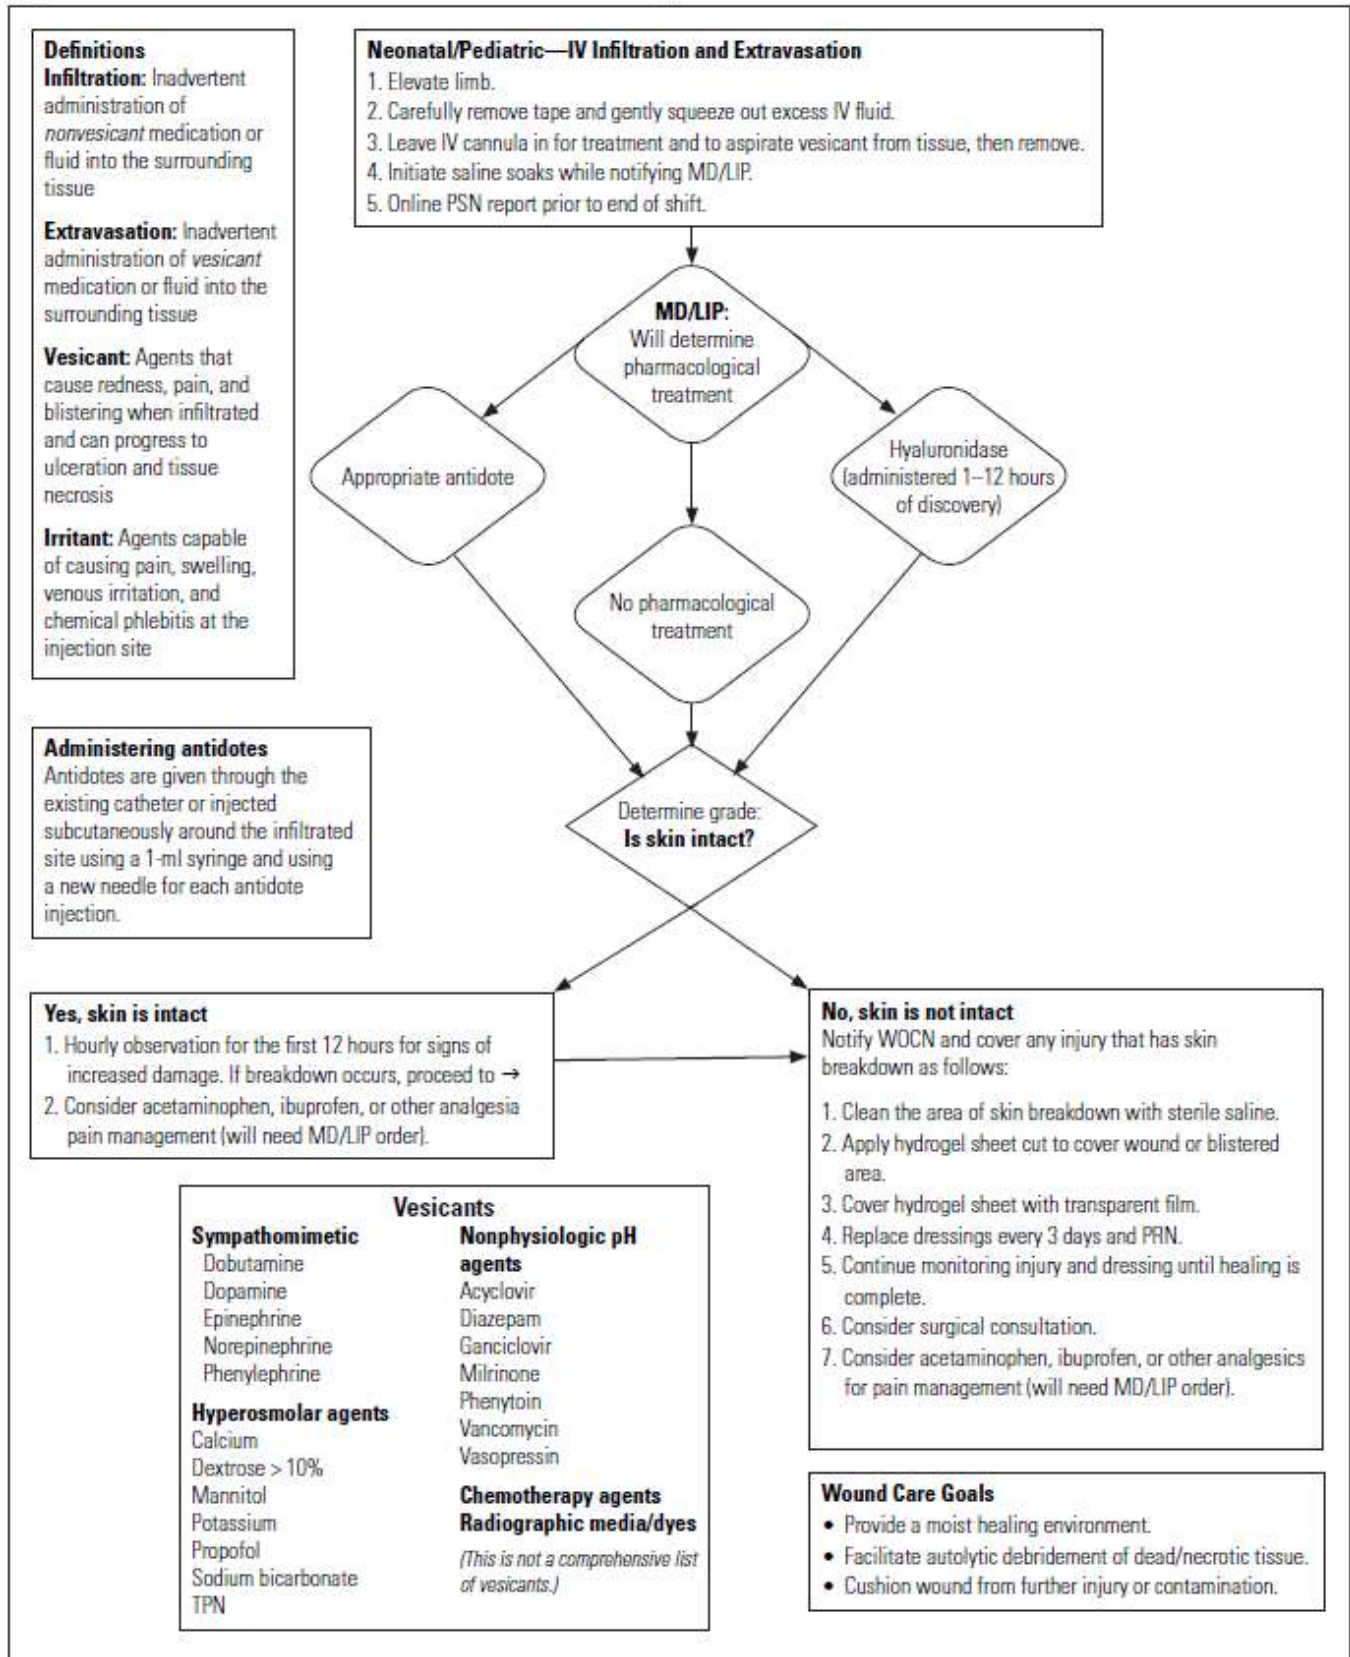 Definitions
Infiltration: Inadvertent
administration of
nonvesicant medication or
fluid into the surrounding
tissue
Extravasation: Inadvertent
administration of vesicant
medication or fluid into the
surrounding tissue
Vesicant: Agents that
cause redness, pain, and
blistering when infiltrated
and can progress to
ulceration and tissue
necrosis
Irritant: Agents capable
of causing pain, swelling,
venous irritation, and
chemical phlebitis at the
injection site
Neonatal/Pediatric—IV Infiltration and Extravasation
1. Elevate limb.
2. Carefully remove tape and gently squeeze out excess IV fluid.
3. Leave IV cannula in for treatment and to aspirate vesicant from tissue, then remove.
4. Initiate saline soaks while notifying MD/LIP.
5. Online PSN report prior to end of shift.
MD/LIP:
Will determine
pharmacological
treatment
Appropriate antidote
Hyaluronidase
(administered 1–12 hours
of discovery)
No pharmacological
treatment
Administering antidotes
Antidotes are given through the
existing catheter or injected
subcutaneously around the infiltrated
site using a 1-ml syringe and using
a new needle for each antidote
injection.
Determine grade:
Is skin intact?
Yes, skin is intact
1. Hourly observation for the first 12 hours for signs of
increased damage. If breakdown occurs, proceed to →
2. Consider acetaminophen, ibuprofen, or other analgesia
pain management (will need MD/LIP order).
No, skin is not intact
Notify WOCN and cover any injury that has skin
breakdown as follows:
1. Clean the area of skin breakdown with sterile saline.
2. Apply hydrogel sheet cut to cover wound or blistered
area.
3. Cover hydrogel sheet with transparent film.
4. Replace dressings every 3 days and PRN.
5. Continue monitoring injury and dressing until healing is
complete.
6. Consider surgical consultation.
7. Consider acetaminophen, ibuprofen, or other analgesics
for pain management (will need MD/LIP order).
Vesicants
Sympathomimetic
Dobutamine
Dopamine
Epinephrine
Norepinephrine
Phenylephrine
Hyperosmolar agents
Calcium
Dextrose > 10%
Mannitol
Potassium
Propofol
Sodium bicarbonate
TPN
Nonphysiologic pH
agents
Acyclovir
Diazepam
Ganciclovir
Milrinone
Phenytoin
Vancomycin
Vasopressin
Chemotherapy agents
Radiographic media/dyes
(This is not a comprehensive list
of vesicants.)
Wound Care Goals
• Provide a moist healing environment.
• Facilitate autolytic debridement of dead/necrotic tissue.
• Cushion wound from further injury or contamination.